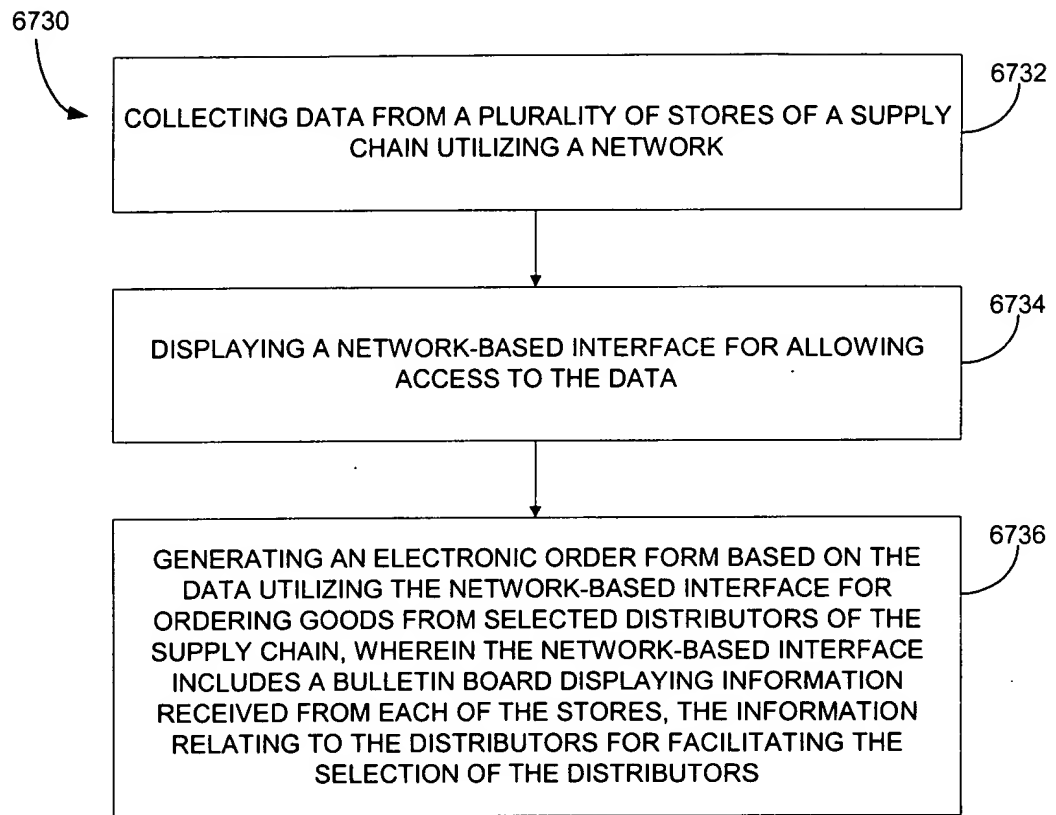 6730
6732
COLLECTING DATA FROM A PLURALITY OF STORES OF A SUPPLY
CHAIN UTILIZING A NETWORK
6734
DISPLAYING A NETWORK-BASED INTERFACE FOR ALLOWING
ACCESS TO THE DATA
6736
GENERATING AN ELECTRONIC ORDER FORM BASED ON THE
DATA UTILIZING THE NETWORK-BASED INTERFACE FOR
ORDERING GOODS FROM SELECTED DISTRIBUTORS OF THE
SUPPLY CHAIN, WHEREIN THE NETWORK-BASED INTERFACE
INCLUDES A BULLETIN BOARD DISPLAYING INFORMATION
RECEIVED FROM EACH OF THE STORES, THE INFORMATION
RELATING TO THE DISTRIBUTORS FOR FACILITATING THE
SELECTION OF THE DISTRIBUTORS